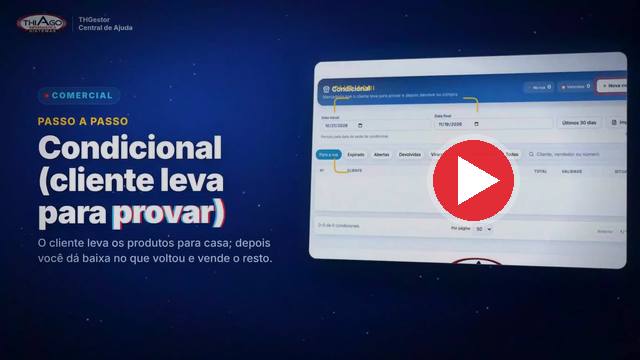 THIAGO
SISTEMAS
THGestor
Central de Ajuda
COMERCIAL
PASSO A PASSO
Condicional
(cliente leva
para provar)
O cliente leva os produtos para casa; depois
você dá baixa no que voltou e vende o resto.
Condicional
Data inicial
Data final
Últimos 30 dias
Expirado
Abertas
Devolvidas
Todas
Cliente, vendedor ou número
CLIENTE
TOTAL
VALIDADE
Por página
50